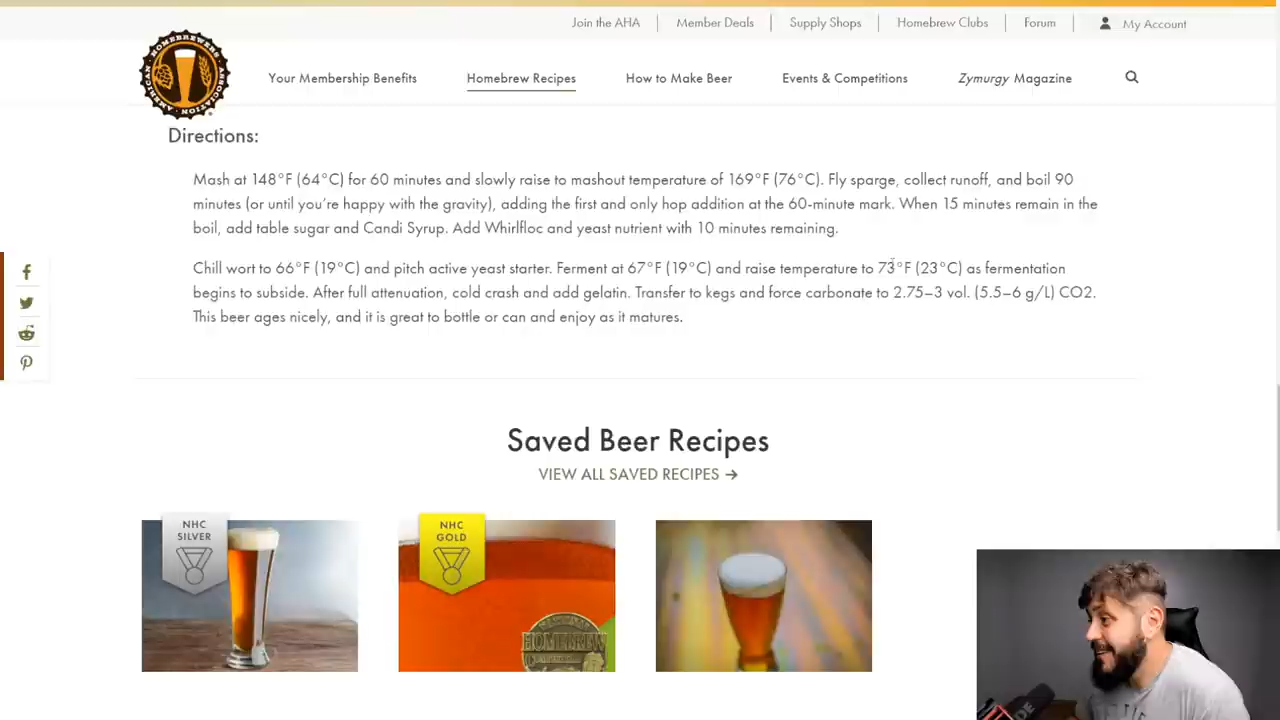 Join the AHA
Member Deals
Supply Shops
Homebrew Clubs
Forum
My Account
AMERICAN HOMEBREWERS ASSOCIATION
Your Membership Benefits
Homebrew Recipes
How to Make Beer
Events & Competitions
Zymurgy Magazine
Directions:
Mash at 148°F (64°C) for 60 minutes and slowly raise to mashout temperature of 169°F (76°C). Fly sparge, collect runoff, and boil 90
minutes (or until you're happy with the gravity), adding the first and only hop addition at the 60-minute mark. When 15 minutes remain in the
boil, add table sugar and Candi Syrup. Add Whirlfloc and yeast nutrient with 10 minutes remaining.
Chill wort to 66°F (19°C) and pitch active yeast starter. Ferment at 67°F (19°C) and raise temperature to 73°F (23°C) as fermentation
begins to subside. After full attenuation, cold crash and add gelatin. Transfer to kegs and force carbonate to 2.75–3 vol. (5.5–6 g/L) CO2.
This beer ages nicely, and it is great to bottle or can and enjoy as it matures.
Saved Beer Recipes
VIEW ALL SAVED RECIPES →
NHC
SILVER
NHC
GOLD
HOMEBREW